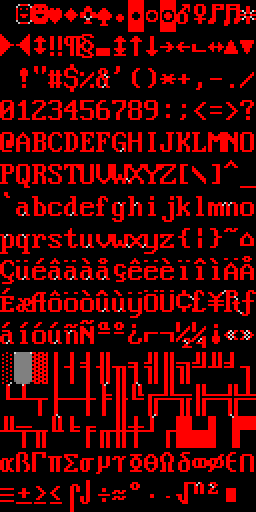 ☺☻♥♦♣♠•◘○◙♂♀♪♫☼
►◄↕‼¶§▬↨↑↓→←∟↔▲▼
!"#$%&'()*+,-./
0123456789:;<=>?
@ABCDEFGHIJKLMNO
PQRSTUVWXYZ[\]^_
`abcdefghijklmno
pqrstuvwxyz{|}~⌂
ÇüéâäàåçêëèïîìÄÅ
ÉæÆôöòûùÿÖÜ¢£¥₧ƒ
áíóúñÑªº¿⌐¬½¼¡«»
░▒▓│┤╡╢╖╕╣║╗╝╜╛┐
└┴┬├─┼╞╟╚╔╩╦╠═╬╧
╨╤╥╙╘╒╓╫╪┘┌█▄▌▐▀
αßΓπΣσµτΦΘΩδ∞φε∩
≡±≥≤⌠⌡÷≈°∙·√ⁿ²■